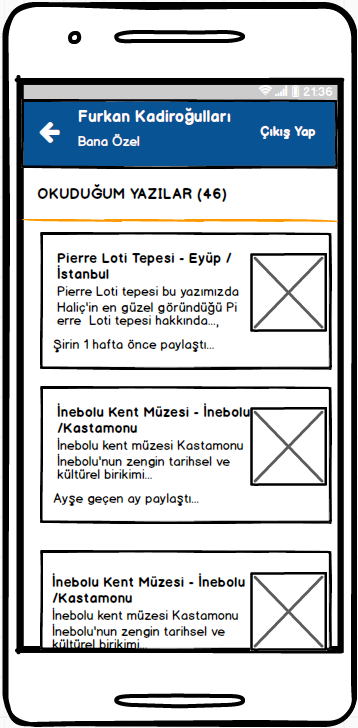 21:36
Furkan Kadiroğulları
Bana Özel
Çıkış Yap
OKUDUĞUM YAZILAR (46)
Pierre Loti Tepesi - Eyüp /
İstanbul
Pierre Loti tepesi bu yazımızda
Haliç'in en güzel göründüğü Pi
erre Loti tepesi hakkında...,
Şirin 1 hafta önce paylaştı...
İnebolu Kent Müzesi - İnebolu
/Kastamonu
İnebolu kent müzesi Kastamonu
İnebolu'nun zengin tarihsel ve
kültürel birikimi...
Ayşe geçen ay paylaştı...
İnebolu Kent Müzesi - İnebolu
/Kastamonu
İnebolu kent müzesi Kastamonu
İnebolu'nun zengin tarihsel ve
kültürel birikimi...